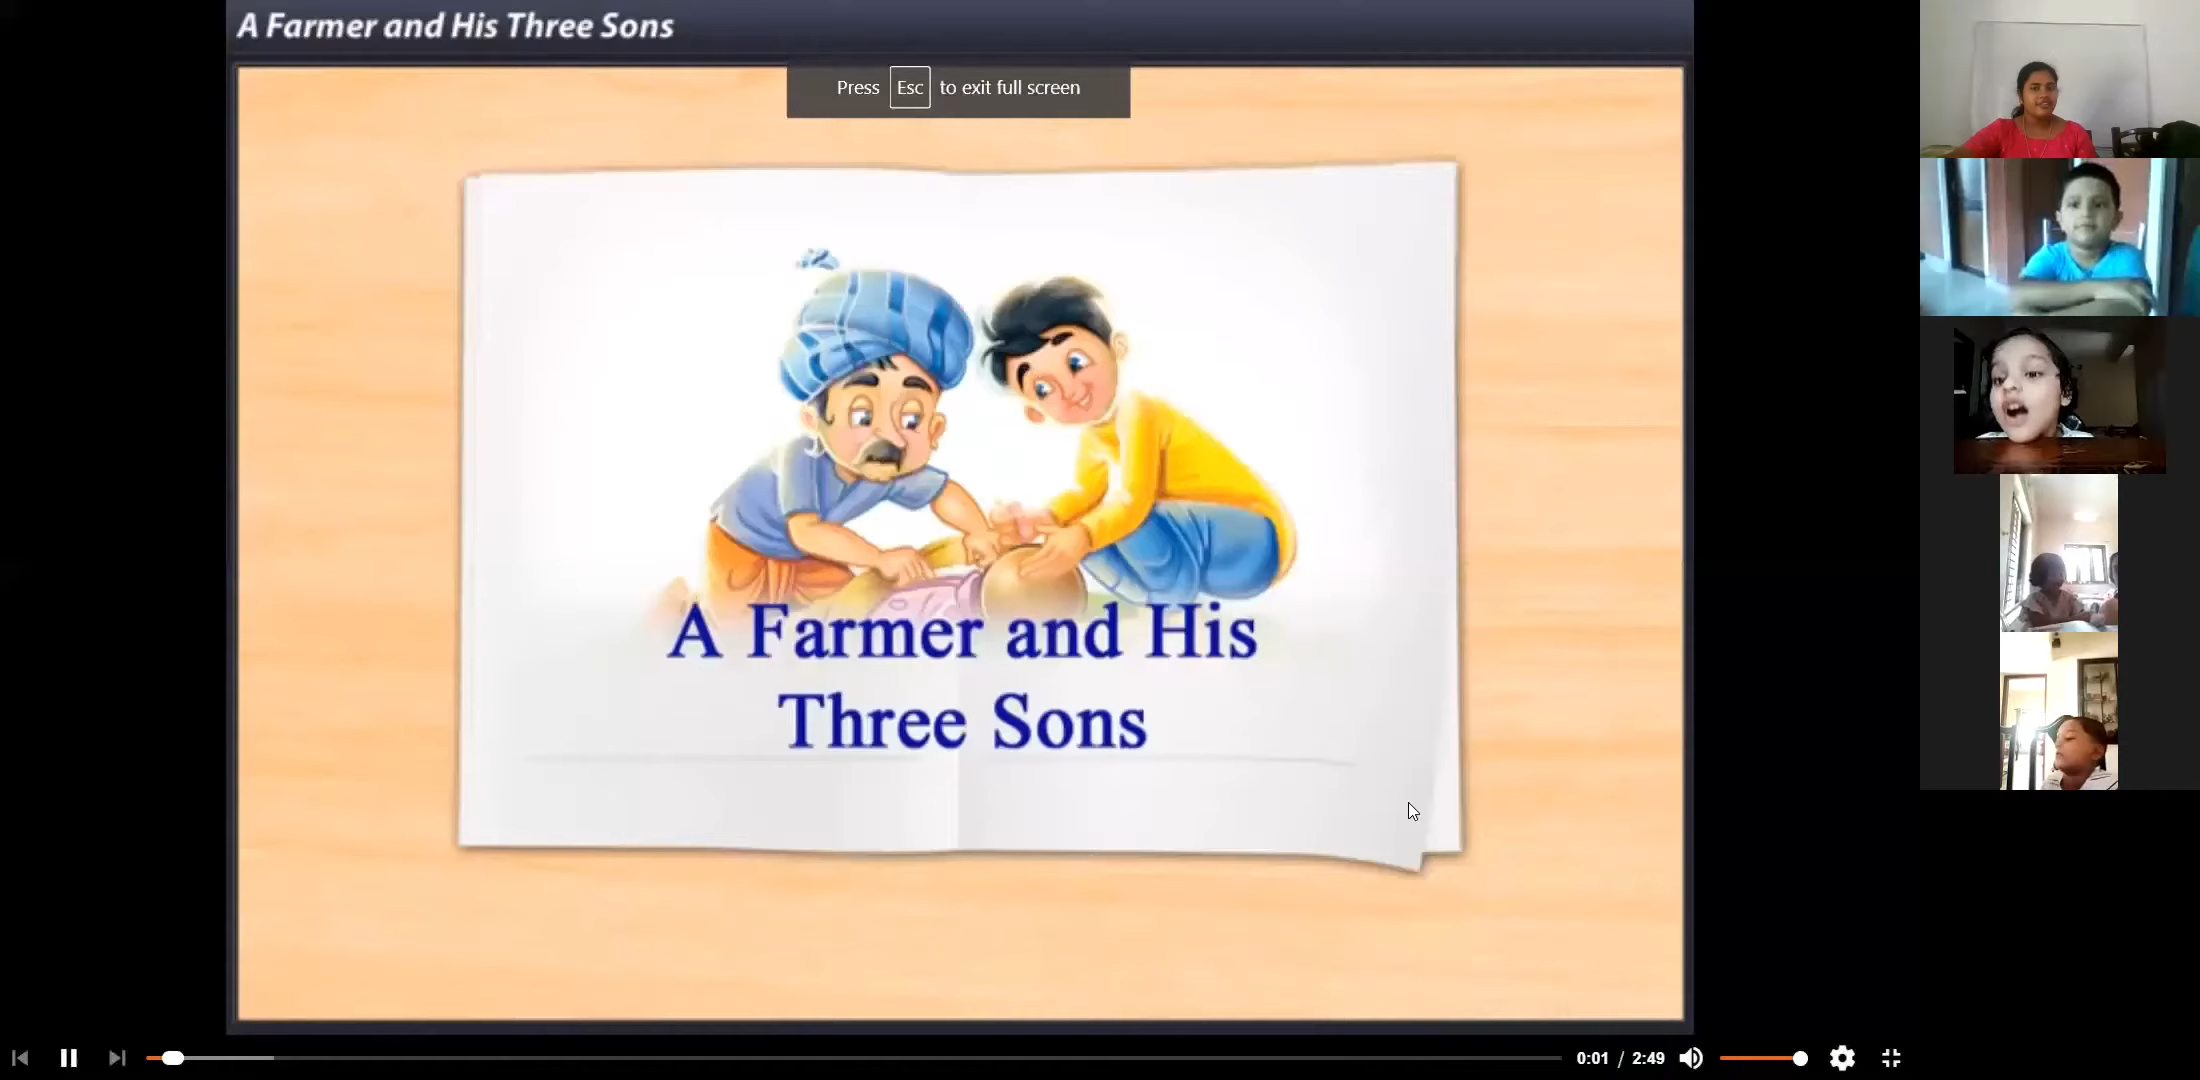 A Farmer and His Three Sons
Press Esc to exit full screen
A Farmer and His
Three Sons
0:01 / 2:49